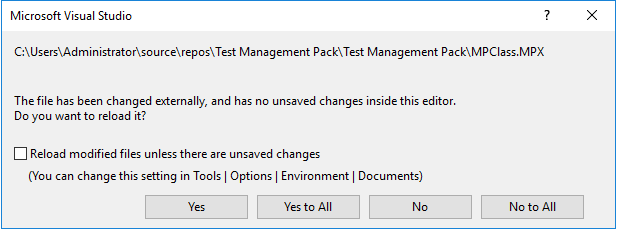 Microsoft Visual Studio
?
C:\Users\Administrator\source\repos\Test Management Pack\Test Management Pack\MPClass.MPX
The file has been changed externally, and has no unsaved changes inside this editor.
Do you want to reload it?
Reload modified files unless there are unsaved changes
(You can change this setting in Tools | Options | Environment | Documents)
Yes
Yes to All
No
No to All